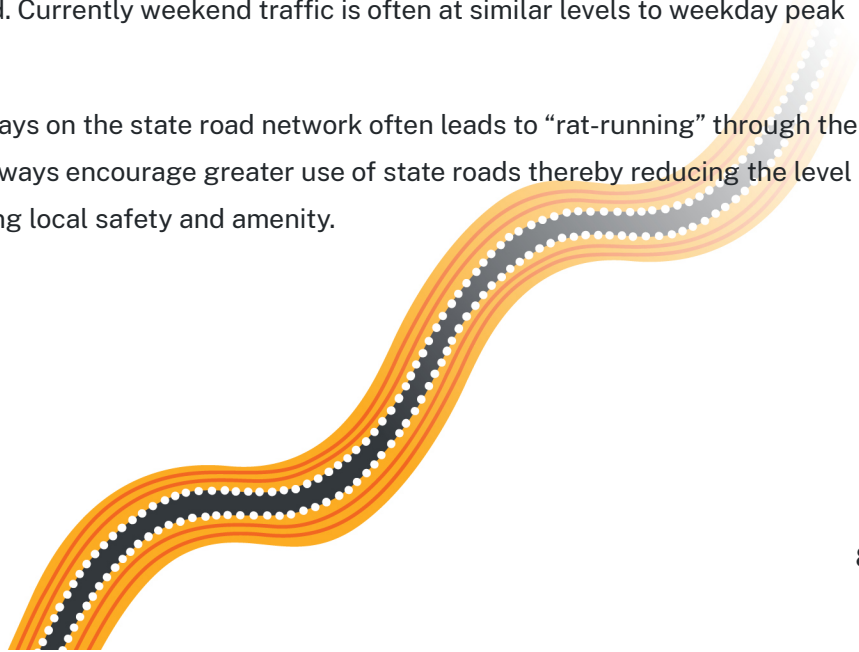 . Currently weekend traffic is often at similar levels to weekday peak
ays on the state road network often leads to “rat-running” through the
ways encourage greater use of state roads thereby reducing the level
ng local safety and amenity.